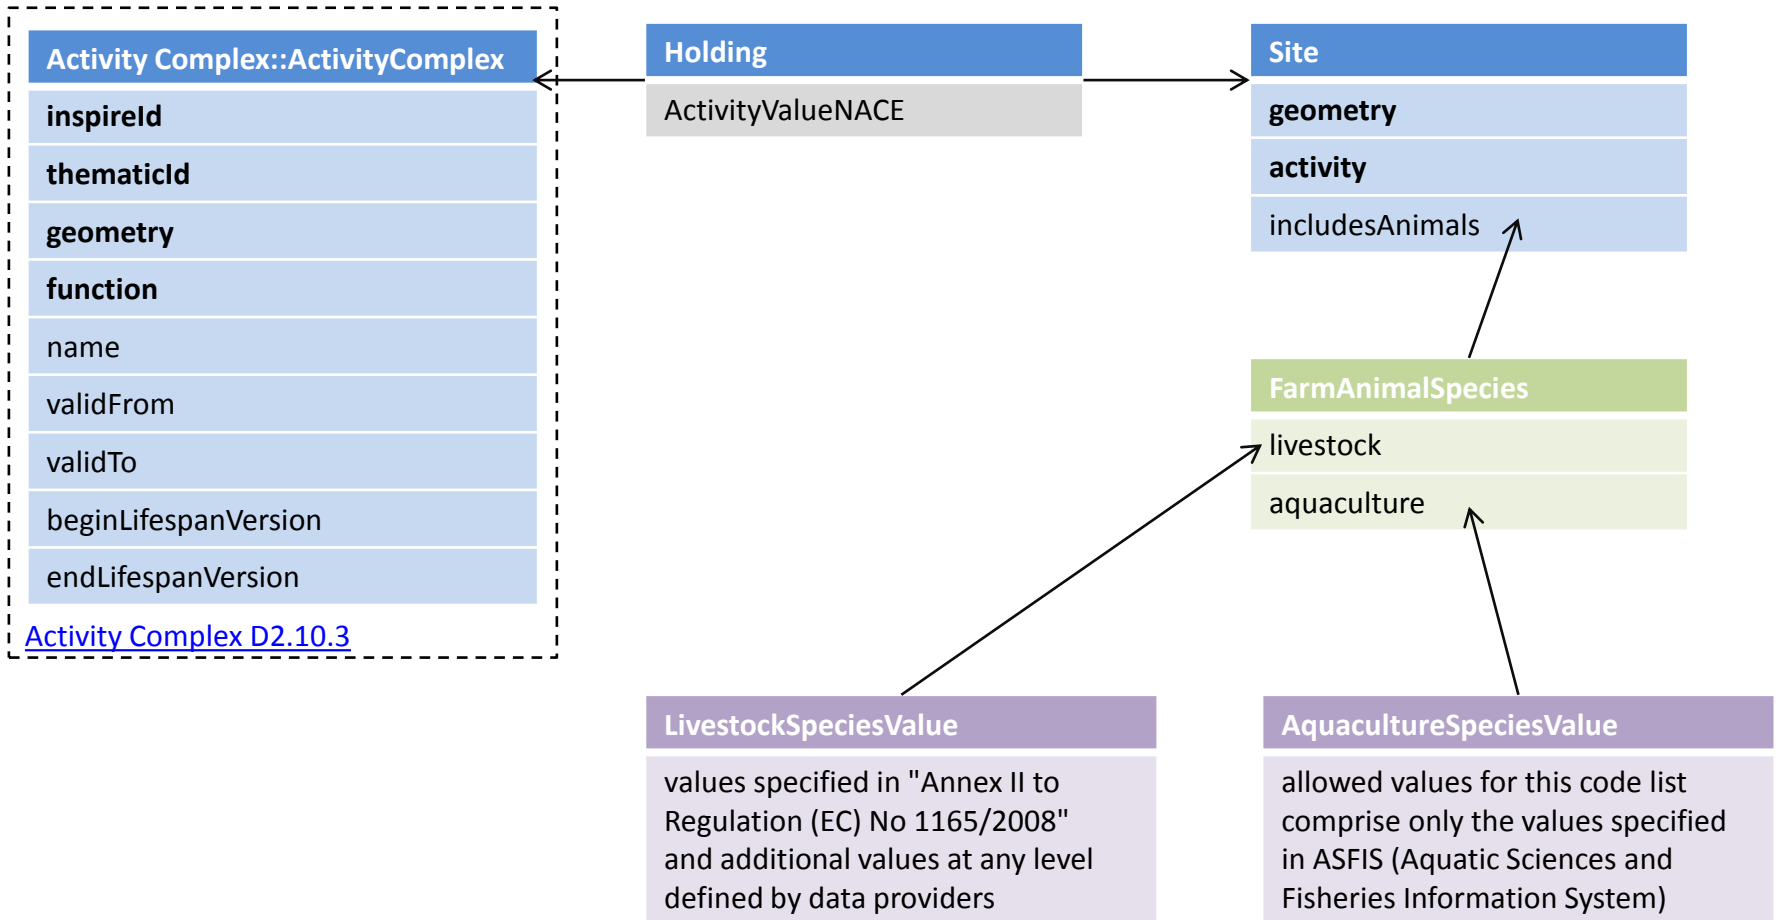 Activity Complex::ActivityComplex
inspireId
thematicId
geometry
function
name
validFrom
validTo
beginLifespanVersion
endLifespanVersion
Activity Complex D2.10.3
Holding
ActivityValueNACE
Site
geometry
activity
includesAnimals
FarmAnimalSpecies
livestock
aquaculture
LivestockSpeciesValue
values specified in "Annex II to
Regulation (EC) No 1165/2008"
and additional values at any level
defined by data providers
AquacultureSpeciesValue
allowed values for this code list
comprise only the values specified
in ASFIS (Aquatic Sciences and
Fisheries Information System)